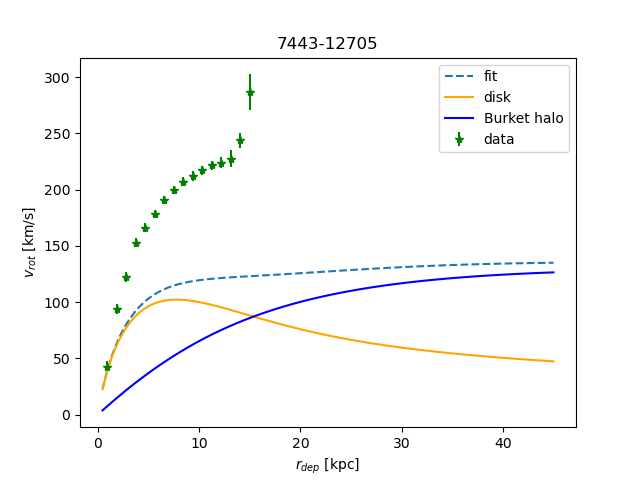 7443-12705
fit
disk
Burket halo
data
300
250
200
150
100
50
0
v_rot [km/s]
0 10 20 30 40
r_dep [kpc]